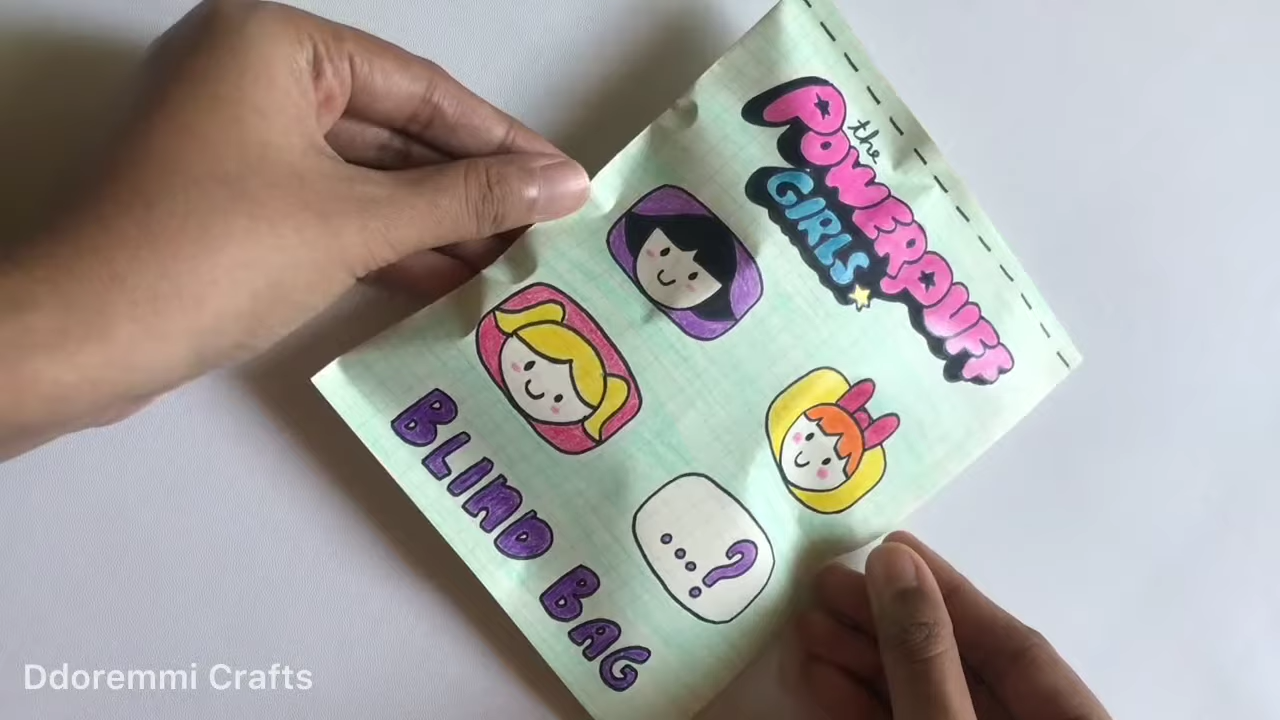 the
POWERPUFF
GIRLS
...?
BLIND BAG
Ddoremmi Crafts